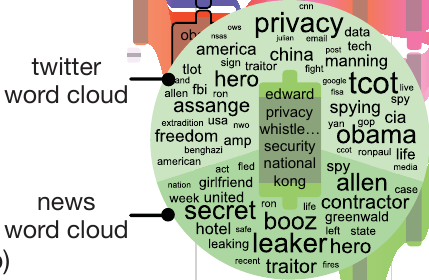 cnn
ows
privacy
ob
nsas
julian
email
data
america
china
post
tech
sign
traitor
fight
manning
twitter
word cloud
tlot
and
hero
google
tcot
live
allen
fbi
ron
edward
fisa
spy
assange
privacy
spying
cia
extradition
usa
nwo
whistle...
yan
gop
freedom
amp
security
obama
benghazi
national
ccot
ronpaul
life
american
kong
media
act
fled
spy
news
word cloud
nation
girlfriend
allen
case
week
united
ron
life
contractor
secret
booz
greenwald
hotel
safe
left
state
leaking
leaker
hero
recent
traitor
fires
)